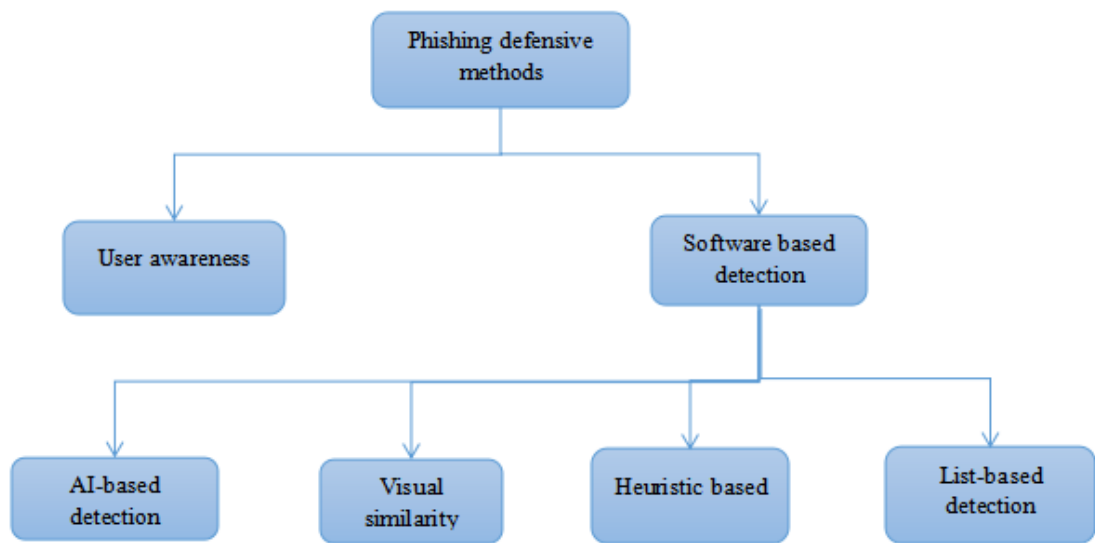 Phishing defensive
methods
User awareness
Software based
detection
AI-based
detection
Visual
similarity
Heuristic based
List-based
detection